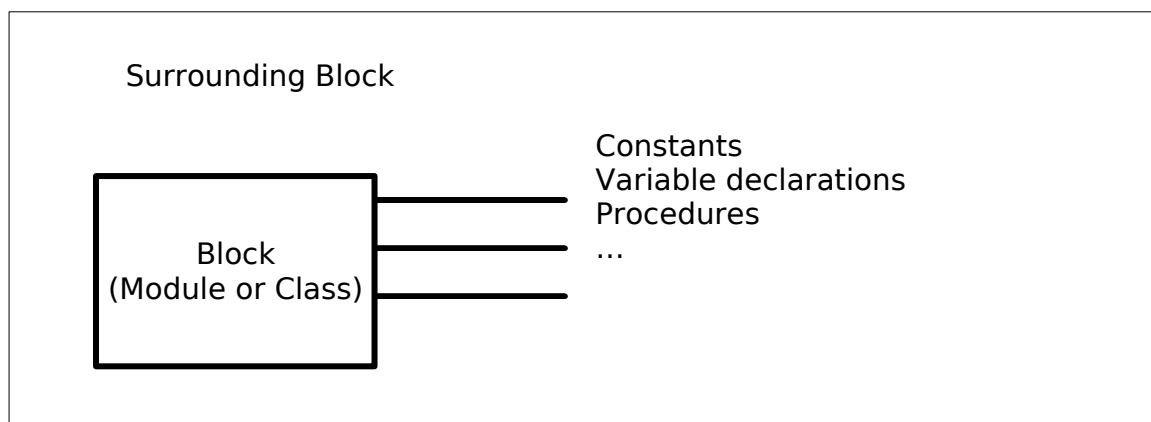 Surrounding Block
Constants
Variable declarations
Procedures
...
Block
(Module or Class)